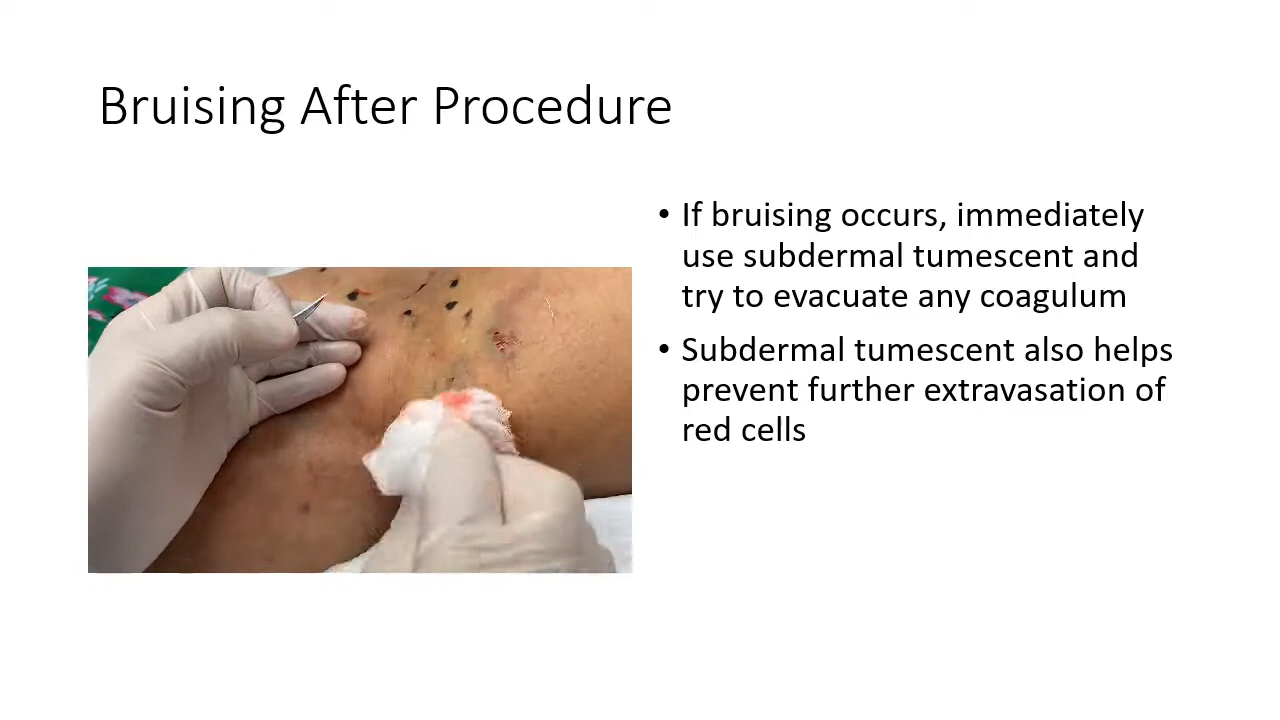 Bruising After Procedure
• If bruising occurs, immediately
use subdermal tumescent and
try to evacuate any coagulum
• Subdermal tumescent also helps
prevent further extravasation of
red cells